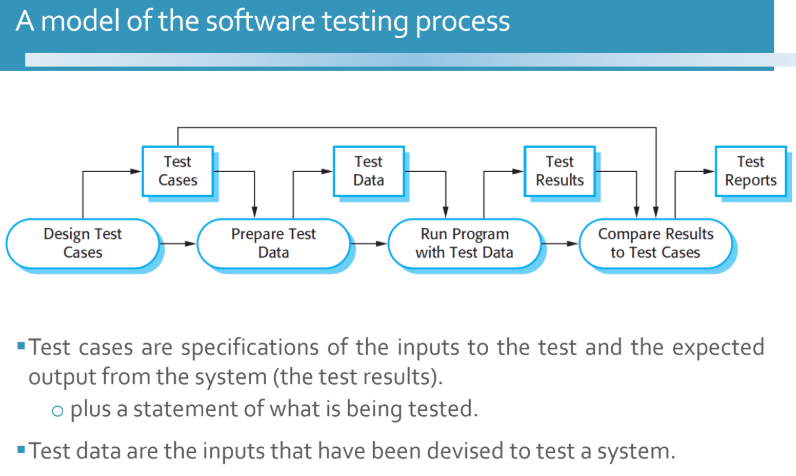 A model of the software testing process
Test
Cases
Test
Data
Test
Results
Test
Reports
Design Test
Cases
Prepare Test
Data
Run Program
with Test Data
Compare Results
to Test Cases
Test cases are specifications of the inputs to the test and the expected
output from the system (the test results).
plus a statement of what is being tested.
Test data are the inputs that have been devised to test a system.